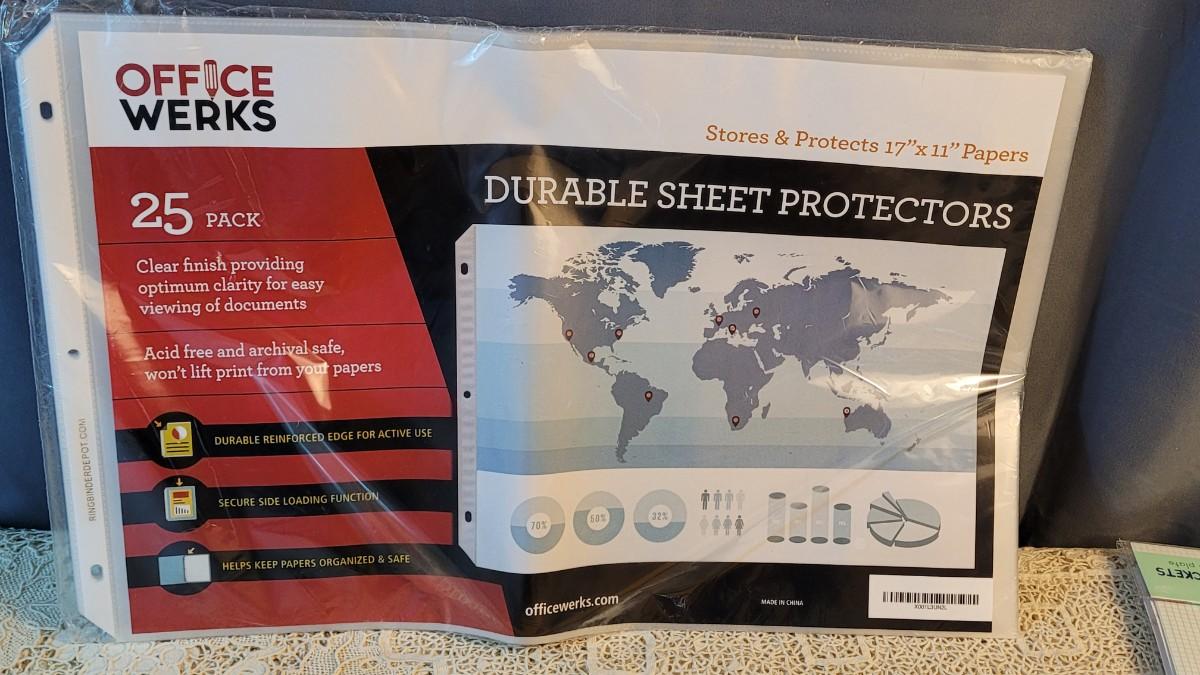 OFFICE
WERKS
Stores & Protects 17"x 11" Papers
25 PACK
DURABLE SHEET PROTECTORS
Clear finish providing
optimum clarity for easy
viewing of documents
Acid free and archival safe,
won't lift print from your papers
DURABLE REINFORCED EDGE FOR ACTIVE USE
SECURE SIDE LOADING FUNCTION
HELPS KEEP PAPERS ORGANIZED & SAFE
RINGBINDERDEPOT.COM
70%
50%
32%
officewerks.com
MADE IN CHINA
X001L3UN2L